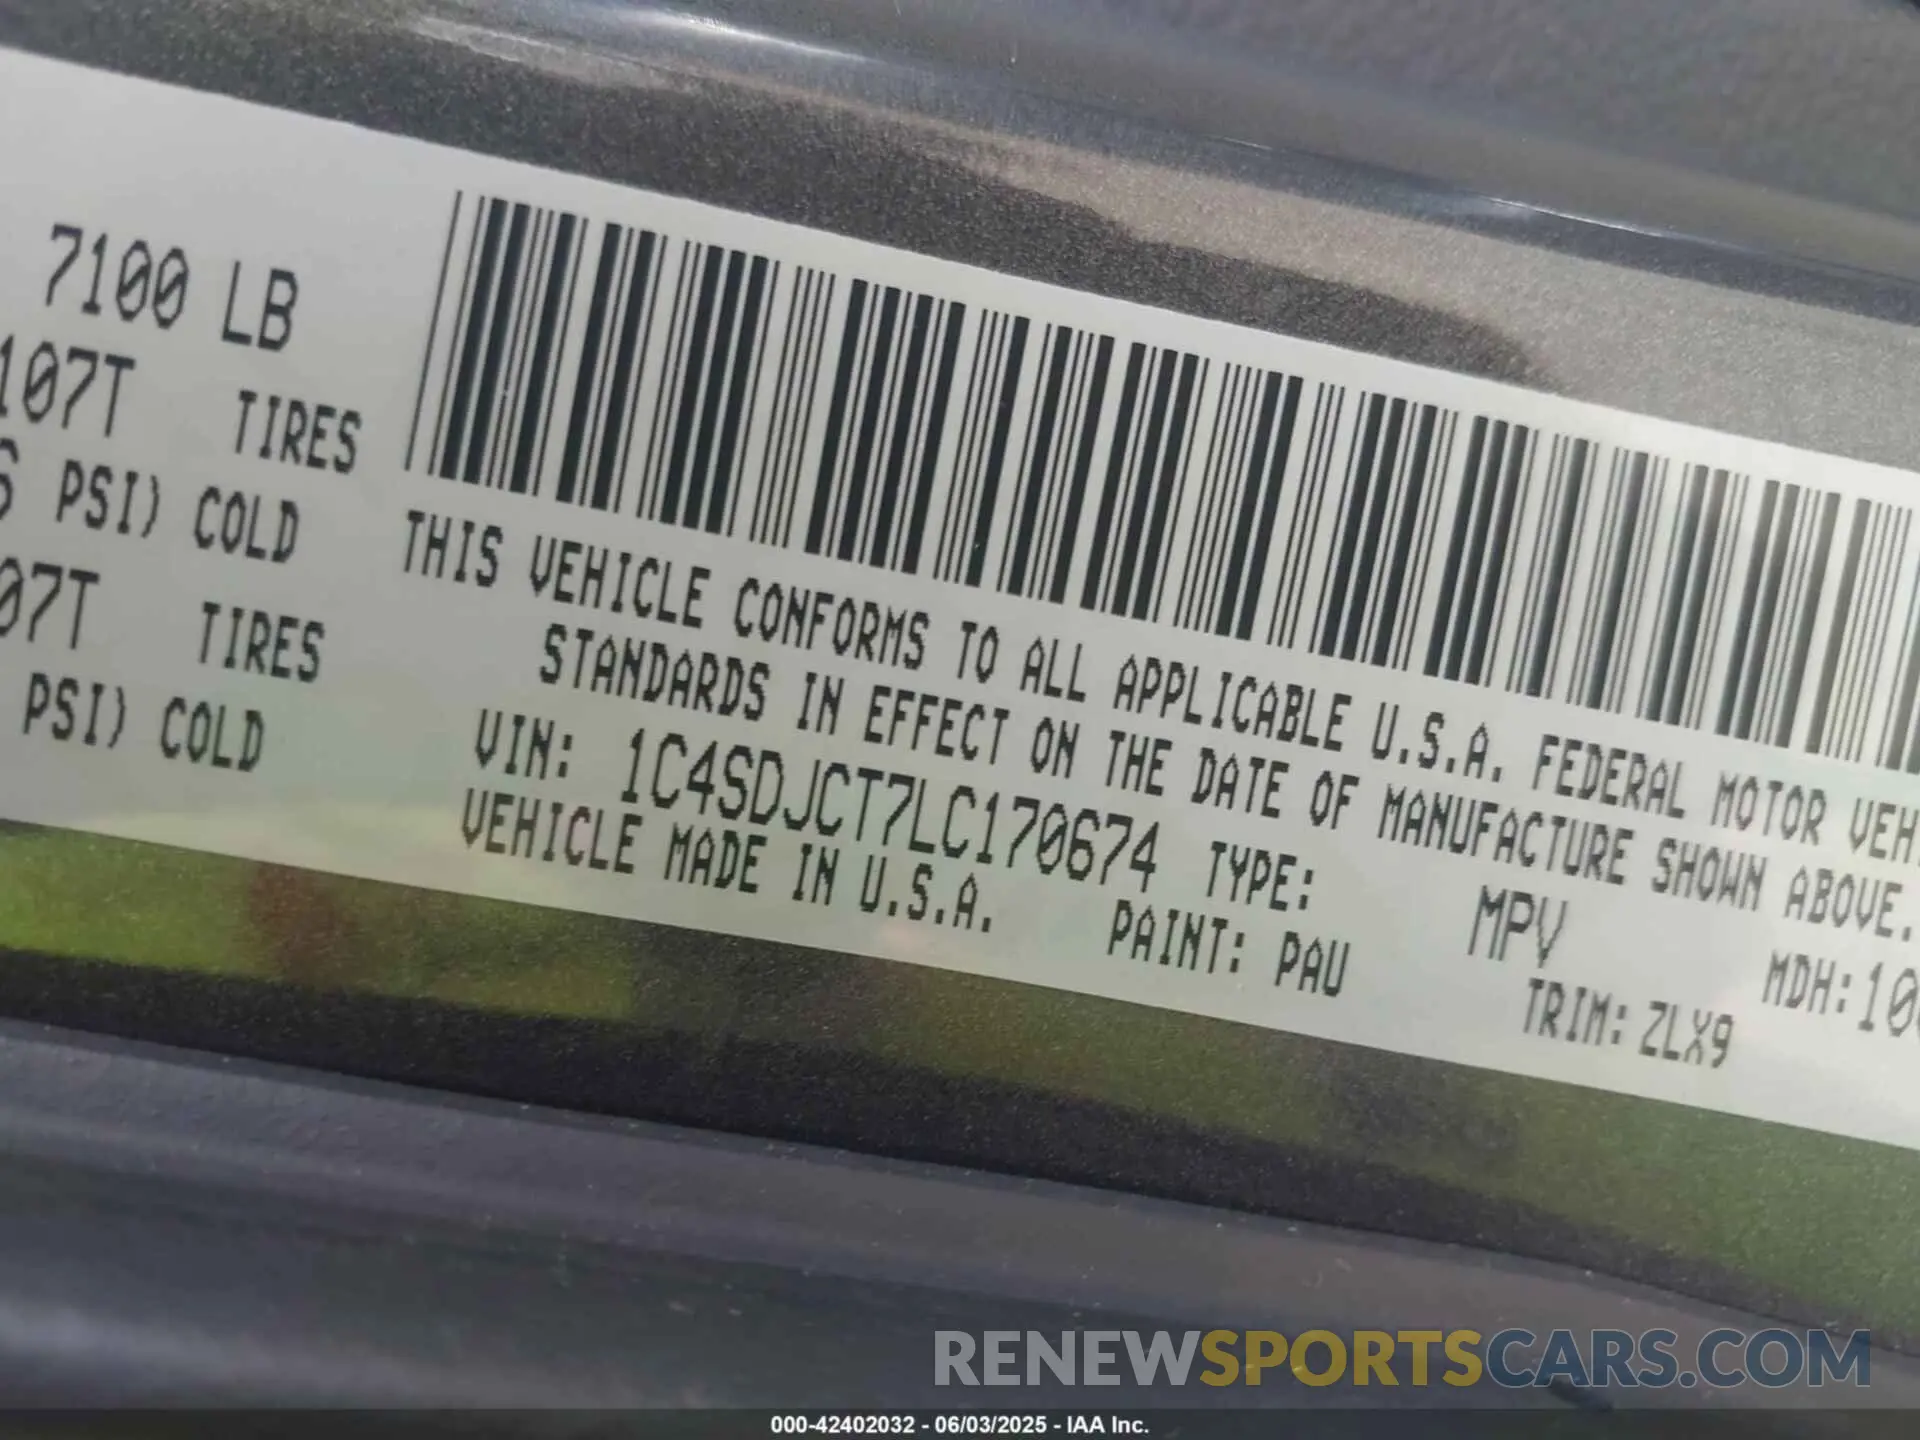 7100 LB
107T TIRES
PSI) COLD
07T TIRES
PSI) COLD
THIS VEHICLE CONFORMS TO ALL APPLICABLE U.S.A. FEDERAL MOTOR VEH
STANDARDS IN EFFECT ON THE DATE OF MANUFACTURE SHOWN ABOVE.
VIN: 1C4SDJCT7LC170674 TYPE: MPV MDH:10
VEHICLE MADE IN U.S.A. PAINT: PAU TRIM: ZLX9
RENEWSPORTSCARS.COM
000-42402032 - 06/03/2025 - IAA Inc.